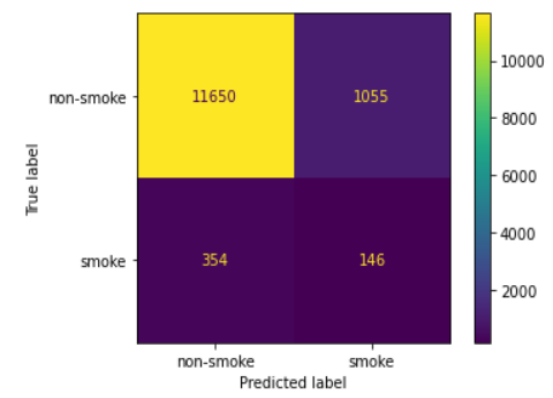 non-smoke
11650
1055
smoke
354
146
non-smoke
smoke
True label
Predicted label
10000
8000
6000
4000
2000